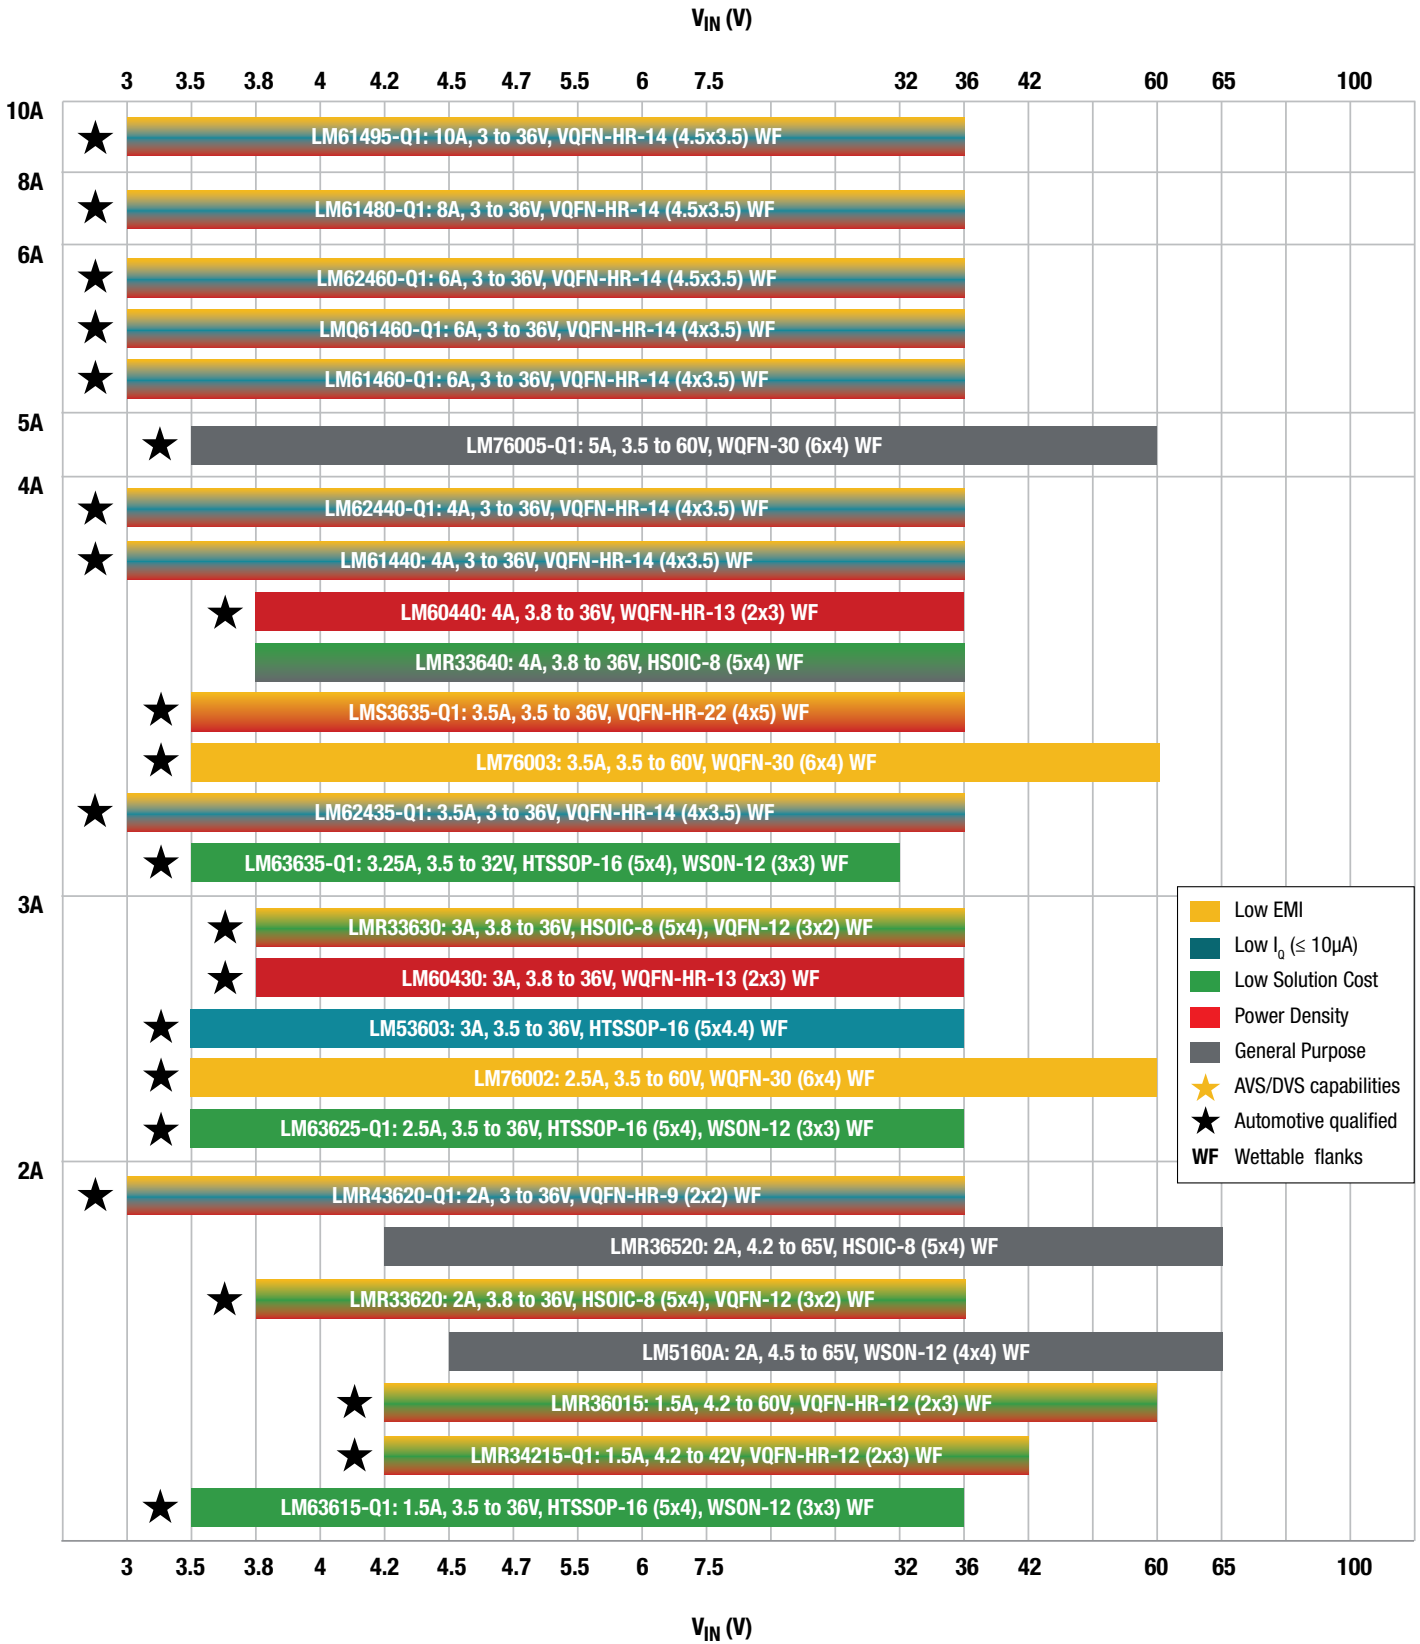 V_IN (V)
3 3.5 3.8 4 4.2 4.5 4.7 5.5 6 7.5 32 36 42 60 65 100
10A
LM61495-Q1: 10A, 3 to 36V, VQFN-HR-14 (4.5x3.5) WF
8A
LM61480-Q1: 8A, 3 to 36V, VQFN-HR-14 (4.5x3.5) WF
6A
LM62460-Q1: 6A, 3 to 36V, VQFN-HR-14 (4.5x3.5) WF
LMQ61460-Q1: 6A, 3 to 36V, VQFN-HR-14 (4x3.5) WF
LM61460-Q1: 6A, 3 to 36V, VQFN-HR-14 (4x3.5) WF
5A
LM76005-Q1: 5A, 3.5 to 60V, WQFN-30 (6x4) WF
4A
LM62440-Q1: 4A, 3 to 36V, VQFN-HR-14 (4x3.5) WF
LM61440: 4A, 3 to 36V, VQFN-HR-14 (4x3.5) WF
LM60440: 4A, 3.8 to 36V, WQFN-HR-13 (2x3) WF
LMR33640: 4A, 3.8 to 36V, HSOIC-8 (5x4) WF
LMS3635-Q1: 3.5A, 3.5 to 36V, VQFN-HR-22 (4x5) WF
LM76003: 3.5A, 3.5 to 60V, WQFN-30 (6x4) WF
LM62435-Q1: 3.5A, 3 to 36V, VQFN-HR-14 (4x3.5) WF
LM63635-Q1: 3.25A, 3.5 to 32V, HTSSOP-16 (5x4), WSON-12 (3x3) WF
3A
LMR33630: 3A, 3.8 to 36V, HSOIC-8 (5x4), VQFN-12 (3x2) WF
LM60430: 3A, 3.8 to 36V, WQFN-HR-13 (2x3) WF
LM53603: 3A, 3.5 to 36V, HTSSOP-16 (5x4.4) WF
LM76002: 2.5A, 3.5 to 60V, WQFN-30 (6x4) WF
LM63625-Q1: 2.5A, 3.5 to 36V, HTSSOP-16 (5x4), WSON-12 (3x3) WF
Low EMI
Low I_Q (≤ 10µA)
Low Solution Cost
Power Density
General Purpose
AVS/DVS capabilities
Automotive qualified
WF Wettable flanks
2A
LMR43620-Q1: 2A, 3 to 36V, VQFN-HR-9 (2x2) WF
LMR36520: 2A, 4.2 to 65V, HSOIC-8 (5x4) WF
LMR33620: 2A, 3.8 to 36V, HSOIC-8 (5x4), VQFN-12 (3x2) WF
LM5160A: 2A, 4.5 to 65V, WSON-12 (4x4) WF
LMR36015: 1.5A, 4.2 to 60V, VQFN-HR-12 (2x3) WF
LMR34215-Q1: 1.5A, 4.2 to 42V, VQFN-HR-12 (2x3) WF
LM63615-Q1: 1.5A, 3.5 to 36V, HTSSOP-16 (5x4), WSON-12 (3x3) WF
3 3.5 3.8 4 4.2 4.5 4.7 5.5 6 7.5 32 36 42 60 65 100
V_IN (V)